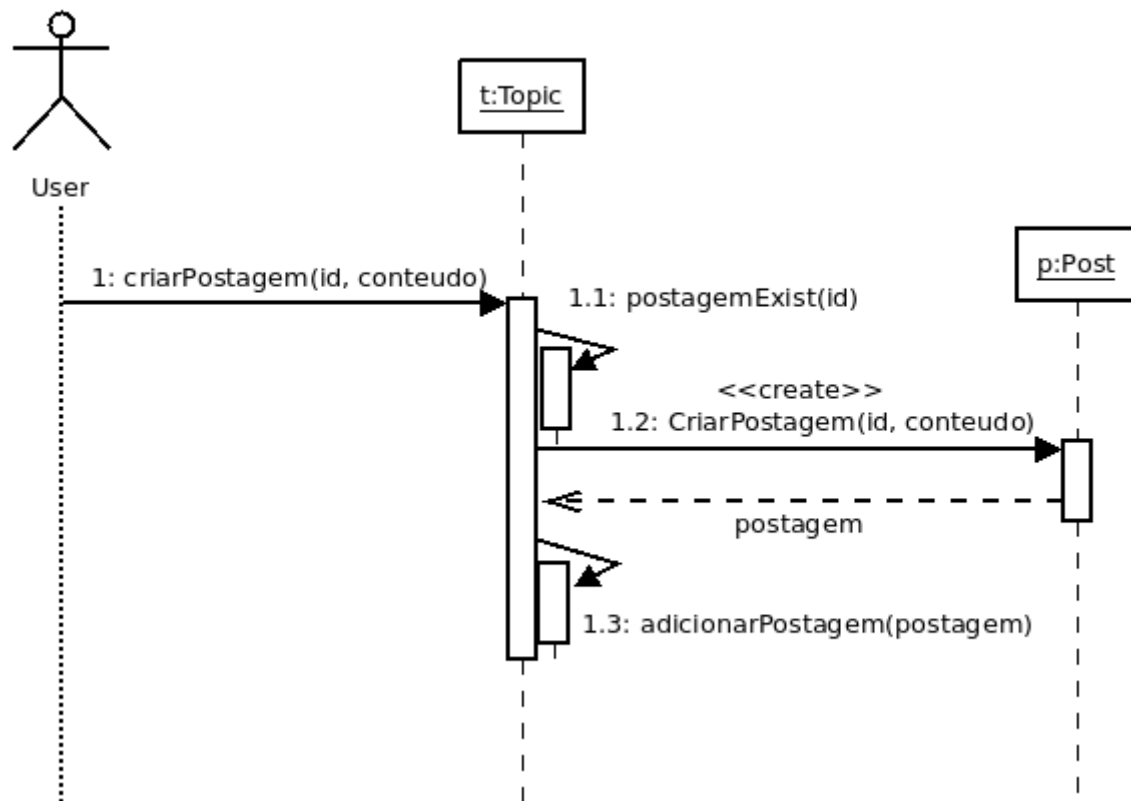 t:Topic
User
p:Post
1: criarPostagem(id, conteudo)
1.1: postagemExist(id)
<<create>>
1.2: CriarPostagem(id, conteudo)
postagem
1.3: adicionarPostagem(postagem)